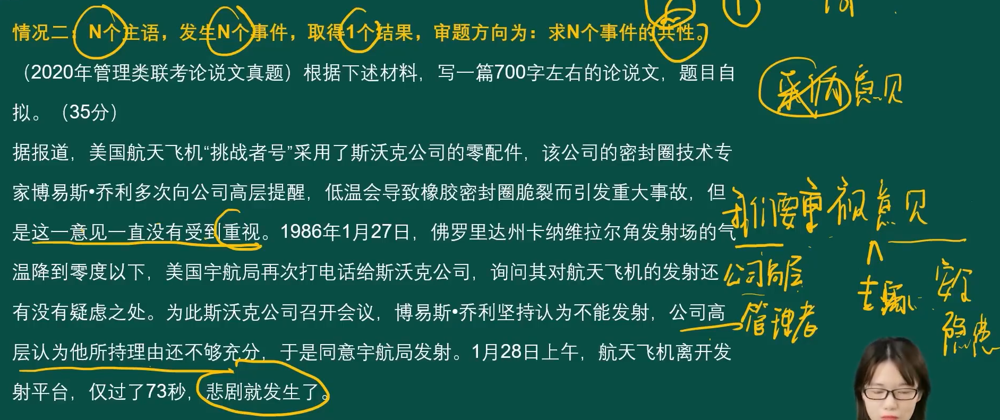 情况二：N个主语，发生N个事件，取得1个结果，审题方向为：求N个事件的共性。
（2020年管理类联考论说文真题）根据下述材料，写一篇700字左右的论说文，题目自
拟。（35分）
采纳意见
据报道，美国航天飞机“挑战者号”采用了斯沃克公司的零配件，该公司的密封圈技术专
家博易斯•乔利多次向公司高层提醒，低温会导致橡胶密封圈脆裂而引发重大事故，但
我们要重视意见
是这一意见一直没有受到重视。1986年1月27日，佛罗里达州卡纳维拉尔角发射场的气
温降到零度以下，美国宇航局再次打电话给斯沃克公司，询问其对航天飞机的发射还
公司高层
有没有疑虑之处。为此斯沃克公司召开会议，博易斯•乔利坚持认为不能发射，公司高
管理者
专家
安全
隐患
层认为他所持理由还不够充分，于是同意宇航局发射。1月28日上午，航天飞机离开发
射平台，仅过了73秒，悲剧就发生了。